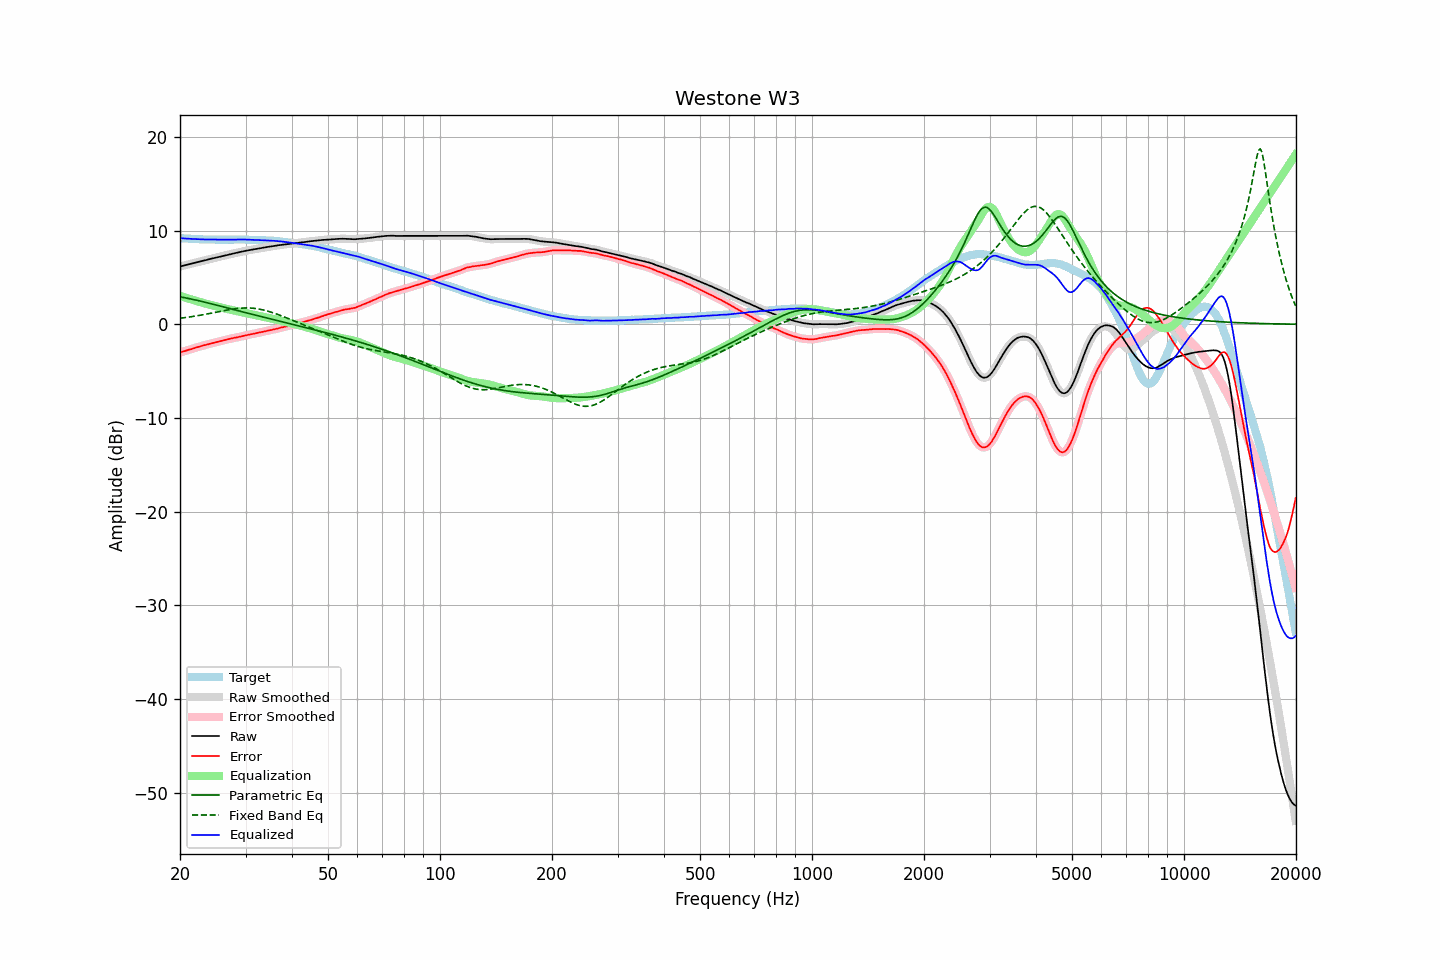 Westone W3
20
10
0
−10
−20
−30
−40
−50
Amplitude (dBr)
Target
Raw Smoothed
Error Smoothed
Raw
Error
Equalization
Parametric Eq
Fixed Band Eq
Equalized
20 50 100 200 500 1000 2000 5000 10000 20000
Frequency (Hz)